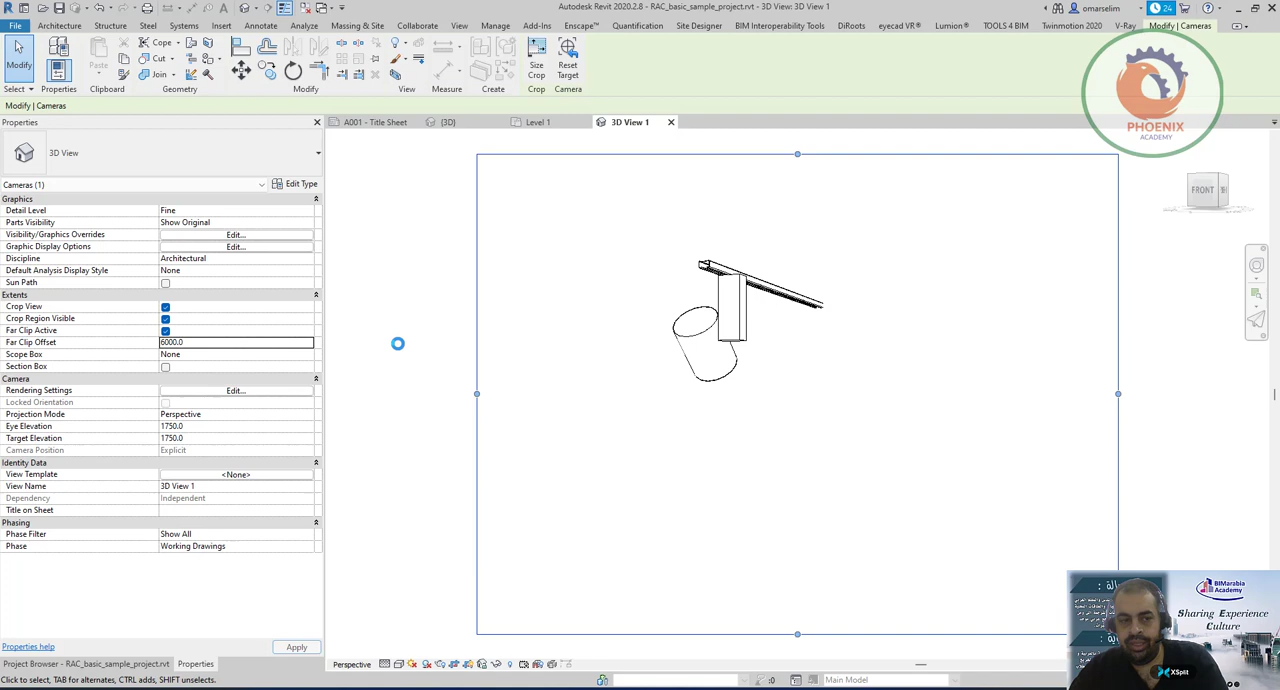 Autodesk Revit 2020.2.8 - RAC_basic_sample_project.rvt - 3D View: 3D View 1
omarselim
24
File
Architecture
Structure
Steel
Systems
Insert
Annotate
Analyze
Massing & Site
Collaborate
View
Manage
Add-Ins
Enscape™
Quantification
Site Designer
BIM Interoperability Tools
DiRoots
eyecad VR®
Lumion®
TOOLS 4 BIM
Twinmotion 2020
V-Ray
Modify | Cameras
Modify
Paste
Cope
Cut
Join
Size
Crop
Reset
Target
Select
Properties
Clipboard
Geometry
Modify
View
Measure
Create
Crop
Camera
PHOENIX
ACADEMY
Modify | Cameras
Properties
A001 - Title Sheet
{3D}
Level 1
3D View 1
3D View
FRONT
Cameras (1)
Edit Type
Graphics
Detail Level Fine
Parts Visibility Show Original
Visibility/Graphics Overrides Edit...
Graphic Display Options Edit...
Discipline Architectural
Default Analysis Display Style None
Sun Path
Extents
Crop View
Crop Region Visible
Far Clip Active
Far Clip Offset 6000.0
Scope Box None
Section Box
Camera
Rendering Settings Edit...
Locked Orientation
Projection Mode Perspective
Eye Elevation 1750.0
Target Elevation 1750.0
Camera Position Explicit
Identity Data
View Template <None>
View Name 3D View 1
Dependency Independent
Title on Sheet
Phasing
Phase Filter Show All
Phase Working Drawings
BIMarabia
Academy
Sharing Experience
Culture
XSplit
Properties help
Apply
Project Browser - RAC_basic_sample_project.rvt
Properties
Perspective
Click to select, TAB for alternates, CTRL adds, SHIFT unselects.
:0
Main Model